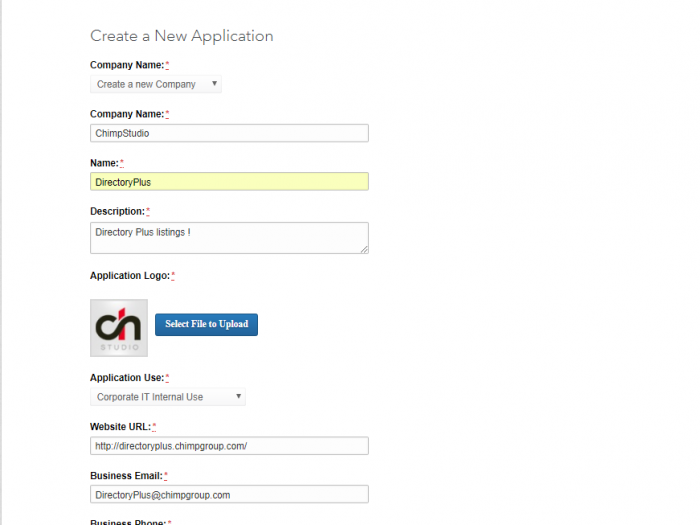 Create a New Application
Company Name:*
Create a new Company
Company Name:*
ChimpStudio
Name:*
DirectoryPlus
Description:*
Directory Plus listings !
Application Logo:*
ch
STUDIO
Select File to Upload
Application Use:*
Corporate IT Internal Use
Website URL:*
http://directoryplus.chimpgroup.com/
Business Email:*
DirectoryPlus@chimpgroup.com
Business Phone:*